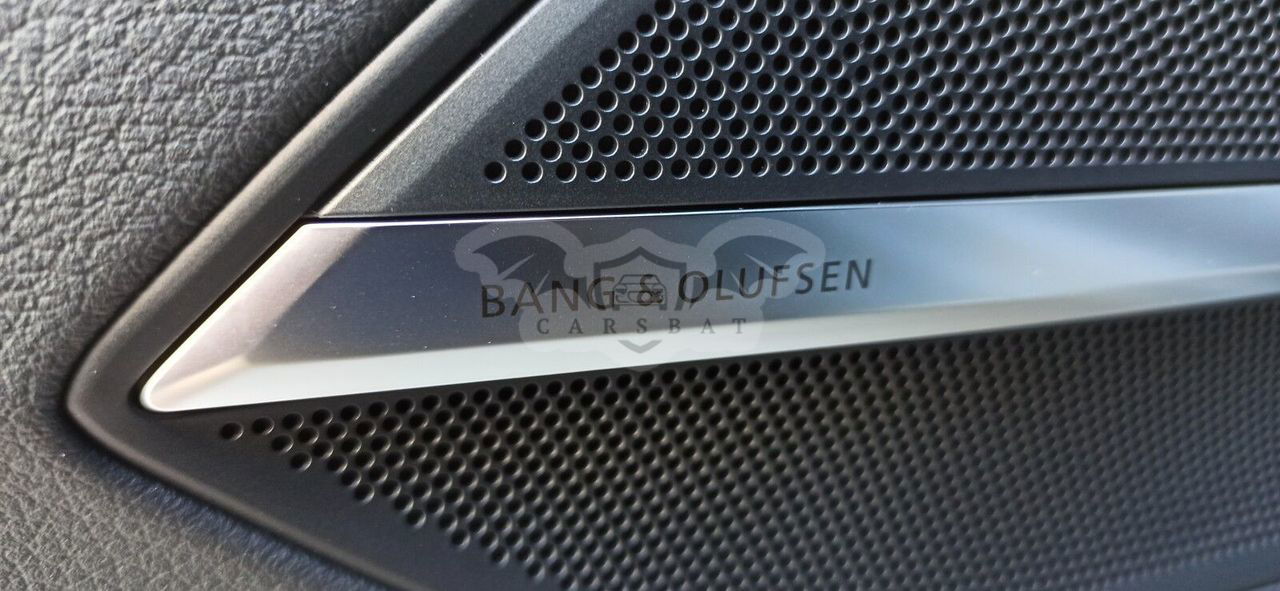 BANG & OLUFSEN
CARSBAT